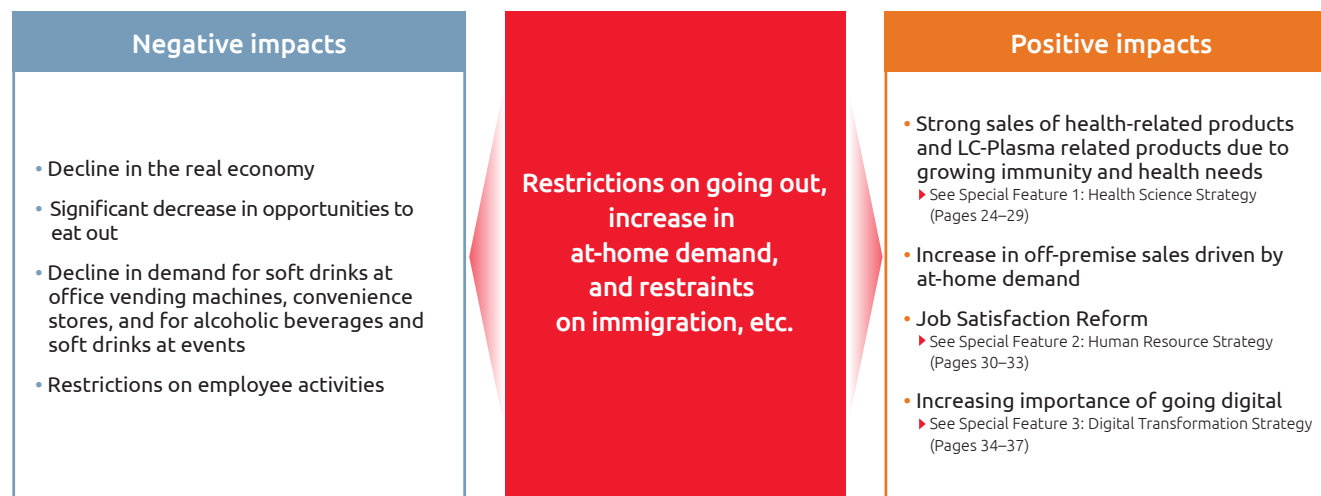 Negative impacts
• Decline in the real economy
• Significant decrease in opportunities to
eat out
• Decline in demand for soft drinks at
office vending machines, convenience
stores, and for alcoholic beverages and
soft drinks at events
• Restrictions on employee activities
Restrictions on going out,
increase in
at-home demand,
and restraints
on immigration, etc.
Positive impacts
• Strong sales of health-related products
and LC-Plasma related products due to
growing immunity and health needs
▶ See Special Feature 1: Health Science Strategy
(Pages 24–29)
• Increase in off-premise sales driven by
at-home demand
• Job Satisfaction Reform
▶ See Special Feature 2: Human Resource Strategy
(Pages 30–33)
• Increasing importance of going digital
▶ See Special Feature 3: Digital Transformation Strategy
(Pages 34–37)